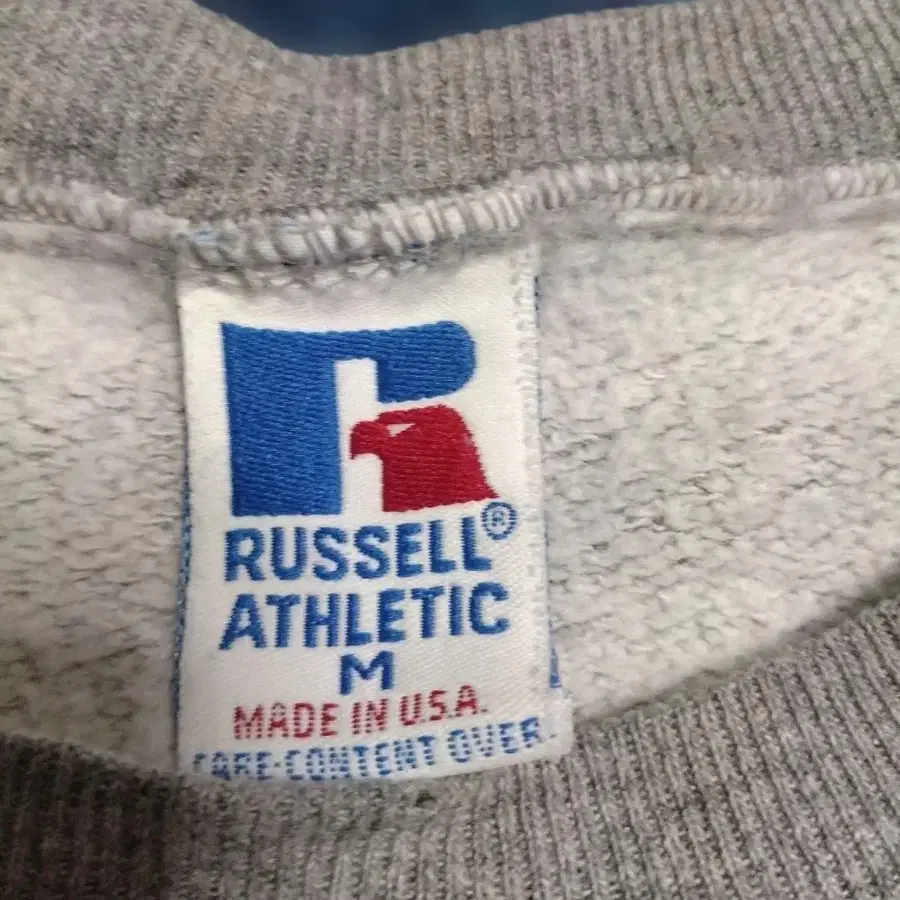 RUSSELL®
ATHLETIC
M
MADE IN U.S.A.
CARE-CONTENT OVER